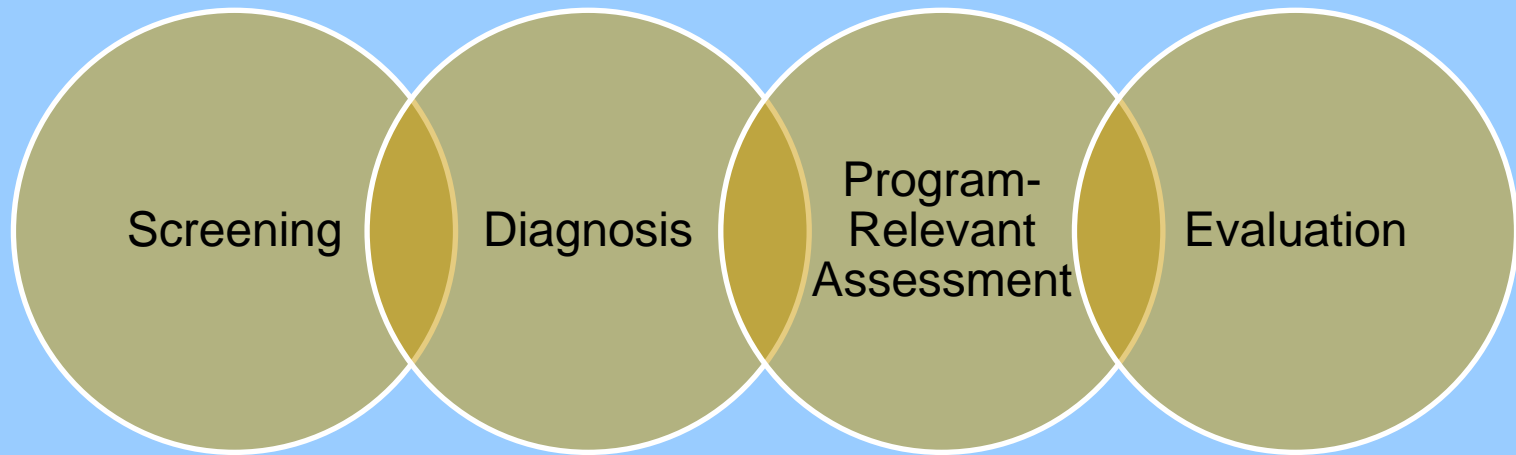 Screening
Diagnosis
Program-
Relevant
Assessment
Evaluation